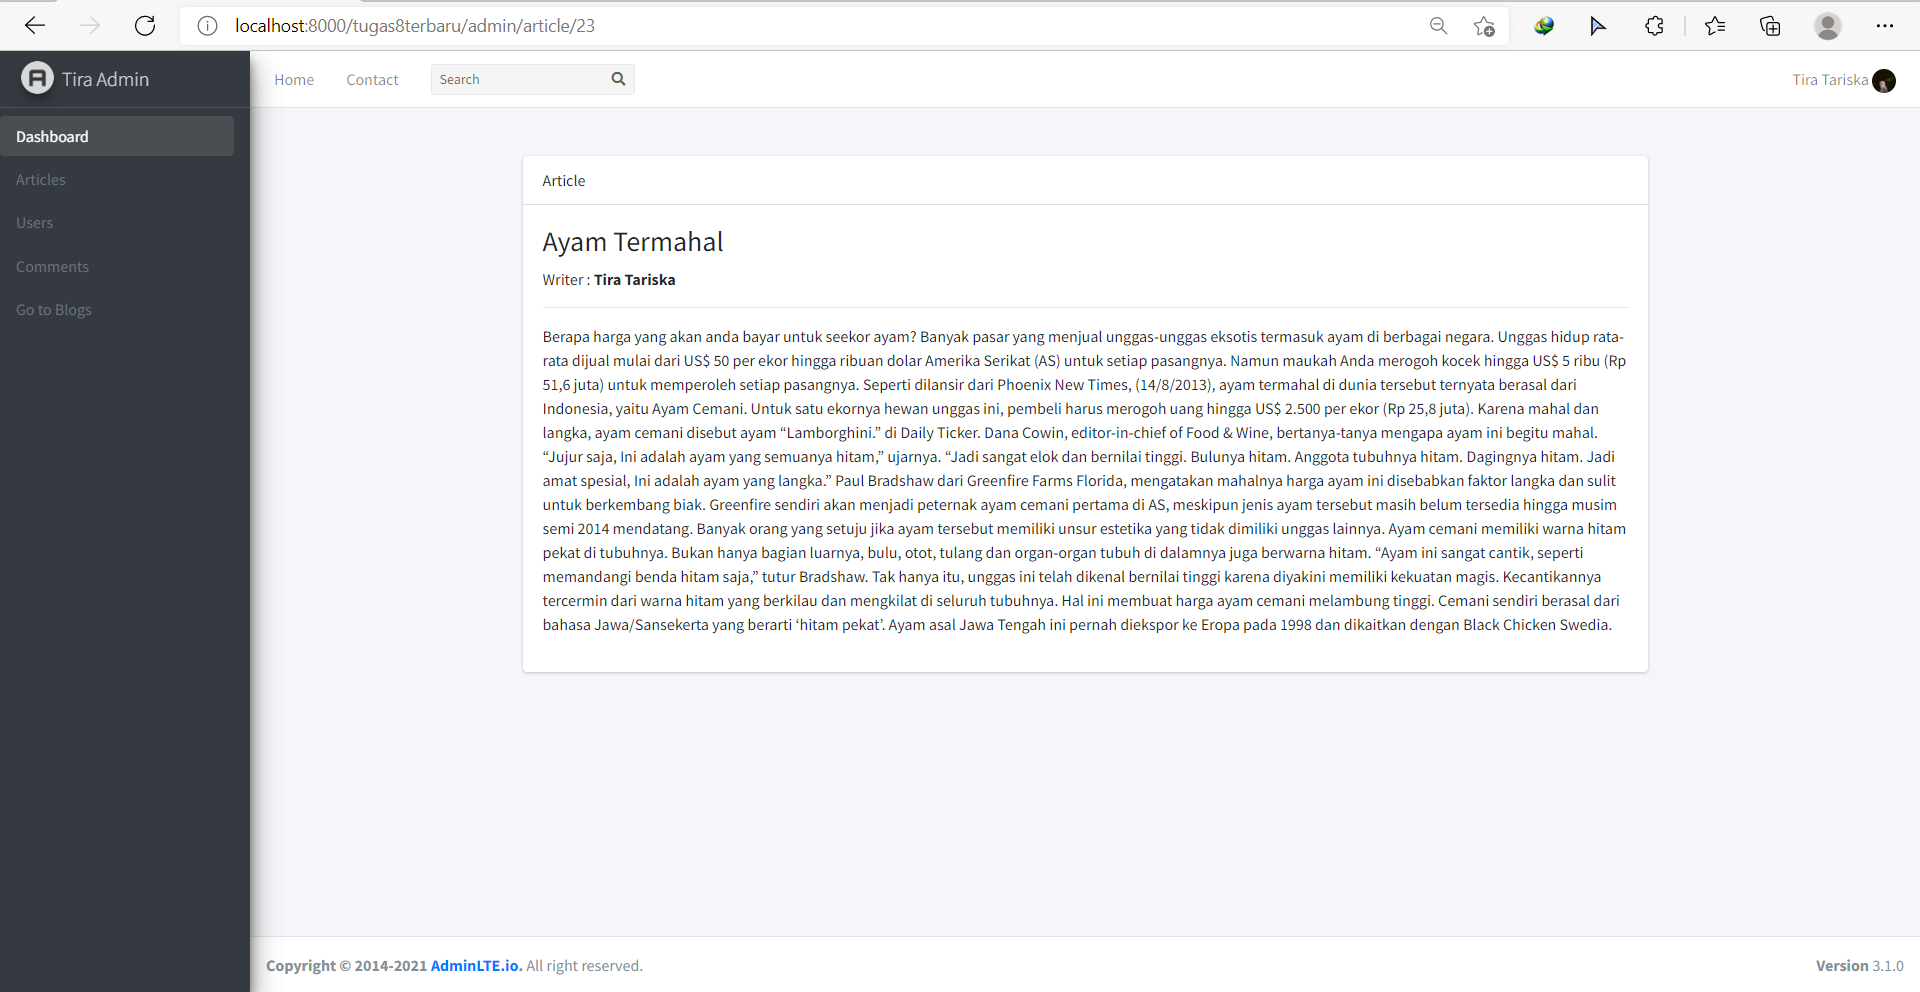 localhost:8000/tugas8terbaru/admin/article/23
Tira Admin
Home Contact Search Tira Tariska
Dashboard
Articles
Users
Comments
Go to Blogs
Article
Ayam Termahal
Writer : Tira Tariska
Berapa harga yang akan anda bayar untuk seekor ayam? Banyak pasar yang menjual unggas-unggas eksotis termasuk ayam di berbagai negara. Unggas hidup rata-
rata dijual mulai dari US$ 50 per ekor hingga ribuan dolar Amerika Serikat (AS) untuk setiap pasangnya. Namun maukah Anda merogoh kocek hingga US$ 5 ribu (Rp
51,6 juta) untuk memperoleh setiap pasangnya. Seperti dilansir dari Phoenix New Times, (14/8/2013), ayam termahal di dunia tersebut ternyata berasal dari
Indonesia, yaitu Ayam Cemani. Untuk satu ekornya hewan unggas ini, pembeli harus merogoh uang hingga US$ 2.500 per ekor (Rp 25,8 juta). Karena mahal dan
langka, ayam cemani disebut ayam “Lamborghini.” di Daily Ticker. Dana Cowin, editor-in-chief of Food & Wine, bertanya-tanya mengapa ayam ini begitu mahal.
“Jujur saja, Ini adalah ayam yang semuanya hitam,” ujarnya. “Jadi sangat elok dan bernilai tinggi. Bulunya hitam. Anggota tubuhnya hitam. Dagingnya hitam. Jadi
amat spesial, Ini adalah ayam yang langka.” Paul Bradshaw dari Greenfire Farms Florida, mengatakan mahalnya harga ayam ini disebabkan faktor langka dan sulit
untuk berkembang biak. Greenfire sendiri akan menjadi peternak ayam cemani pertama di AS, meskipun jenis ayam tersebut masih belum tersedia hingga musim
semi 2014 mendatang. Banyak orang yang setuju jika ayam tersebut memiliki unsur estetika yang tidak dimiliki unggas lainnya. Ayam cemani memiliki warna hitam
pekat di tubuhnya. Bukan hanya bagian luarnya, bulu, otot, tulang dan organ-organ tubuh di dalamnya juga berwarna hitam. “Ayam ini sangat cantik, seperti
memandangi benda hitam saja,” tutur Bradshaw. Tak hanya itu, unggas ini telah dikenal bernilai tinggi karena diyakini memiliki kekuatan magis. Kecantikannya
tercermin dari warna hitam yang berkilau dan mengkilat di seluruh tubuhnya. Hal ini membuat harga ayam cemani melambung tinggi. Cemani sendiri berasal dari
bahasa Jawa/Sansekerta yang berarti ‘hitam pekat’. Ayam asal Jawa Tengah ini pernah diekspor ke Eropa pada 1998 dan dikaitkan dengan Black Chicken Swedia.
Copyright © 2014-2021 AdminLTE.io. All right reserved. Version 3.1.0